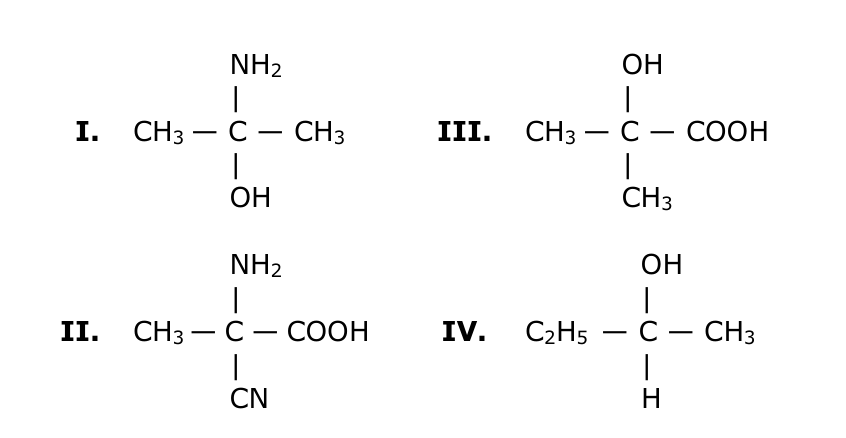 NH₂ OH
| |
I. CH₃ — C — CH₃ III. CH₃ — C — COOH
| |
OH CH₃
NH₂ OH
| |
II. CH₃ — C — COOH IV. C₂H₅ — C — CH₃
| |
CN H